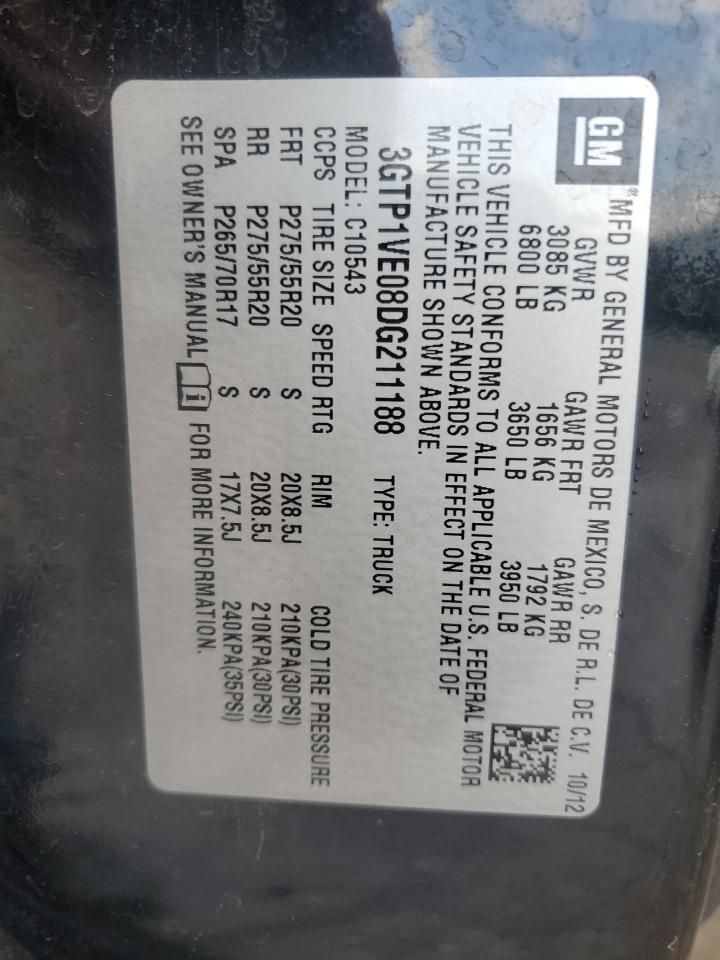 GM
® MFD BY GENERAL MOTORS DE MEXICO, S. DE R.L. DE C.V. 10/12
GVWR GAWR FRT GAWR RR
3085 KG 1656 KG 1792 KG
6800 LB 3650 LB 3950 LB
THIS VEHICLE CONFORMS TO ALL APPLICABLE U.S. FEDERAL MOTOR
VEHICLE SAFETY STANDARDS IN EFFECT ON THE DATE OF
MANUFACTURE SHOWN ABOVE.
3GTP1VE08DG211188 TYPE: TRUCK
MODEL: C10543
CCPS TIRE SIZE SPEED RTG RIM COLD TIRE PRESSURE
FRT P275/55R20 S 20X8.5J 210KPA(30PSI)
RR P275/55R20 S 20X8.5J 210KPA(30PSI)
SPA P265/70R17 S 17X7.5J 240KPA(35PSI)
SEE OWNER'S MANUAL i FOR MORE INFORMATION.